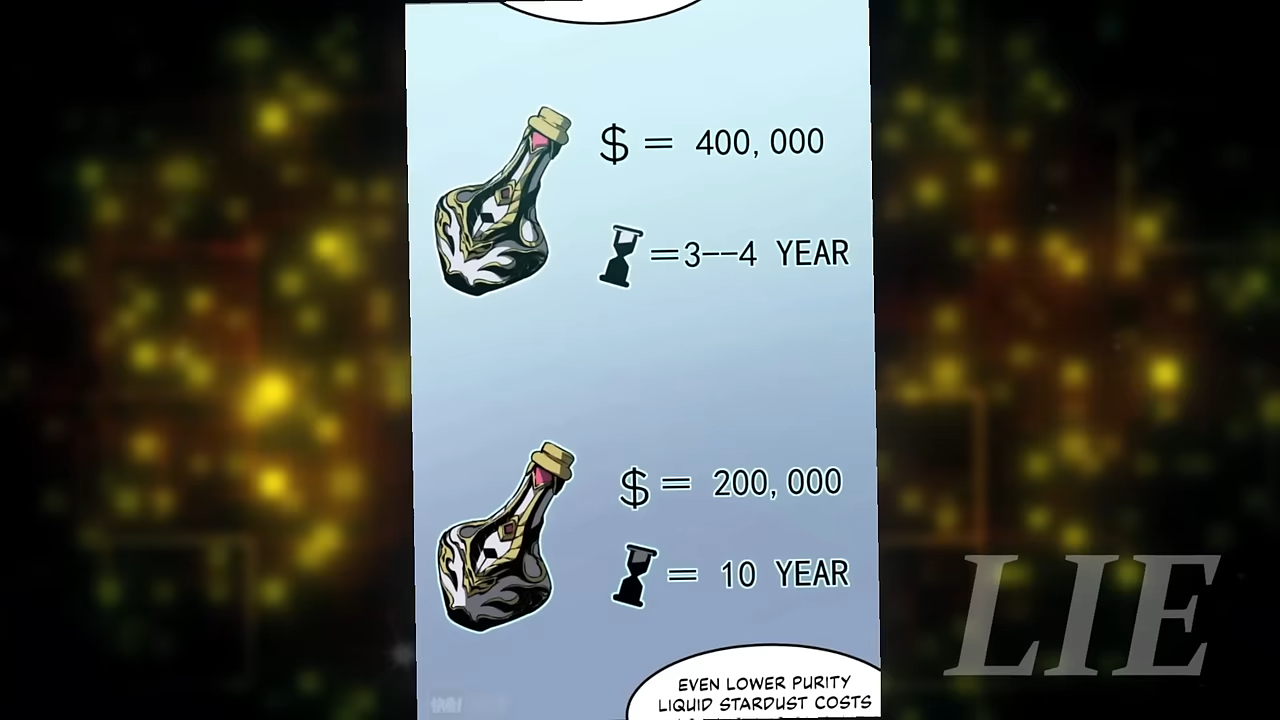 $ = 400,000
=3--4 YEAR
$ = 200,000
= 10 YEAR
EVEN LOWER PURITY
LIQUID STARDUST COSTS
LIE